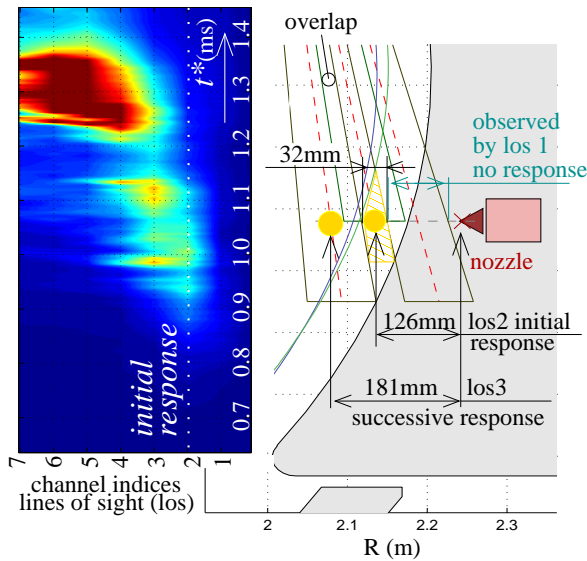 1.4
1.3
1.2
1.1
1.0
0.9
0.8
0.7
t*(ms)
initial
response
7
6
5
4
3
2
1
channel indices
lines of sight (los)
overlap
32mm
observed
by los 1
no response
nozzle
126mm
los2 initial
response
181mm
los3
successive response
2
2.1
2.2
2.3
R (m)